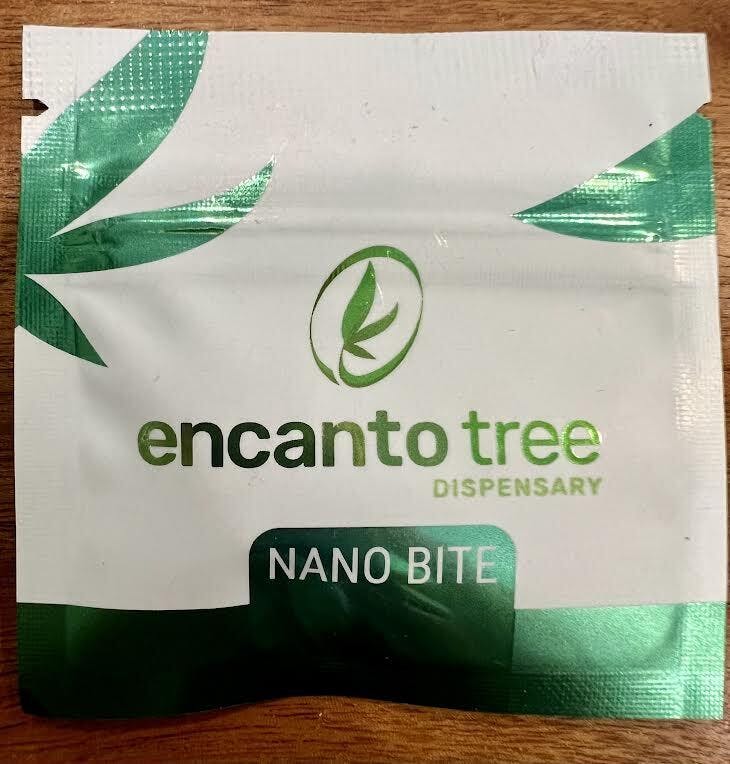 encanto tree
DISPENSARY
NANO BITE